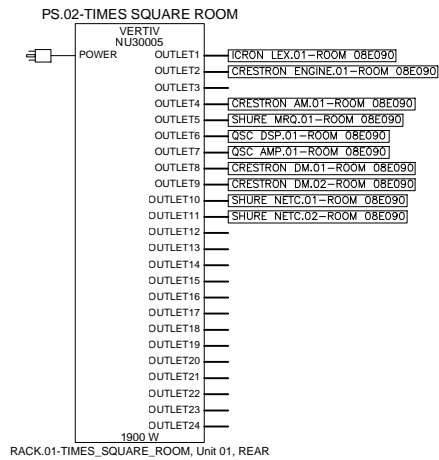 PS.02-TIMES SQUARE ROOM
VERTIV
NU30005
POWER
OUTLET1 ICRON LEX.01-ROOM 08E090
OUTLET2 CRESTRON ENGINE.01-ROOM 08E090
OUTLET3
OUTLET4 CRESTRON AM.01-ROOM 08E090
OUTLET5 SHURE MRQ.01-ROOM 08E090
OUTLET6 QSC DSP.01-ROOM 08E090
OUTLET7 QSC AMP.01-ROOM 08E090
OUTLET8 CRESTRON DM.01-ROOM 08E090
OUTLET9 CRESTRON DM.02-ROOM 08E090
OUTLET10 SHURE NETC.01-ROOM 08E090
OUTLET11 SHURE NETC.02-ROOM 08E090
OUTLET12
OUTLET13
OUTLET14
OUTLET15
OUTLET16
OUTLET17
OUTLET18
OUTLET19
OUTLET20
OUTLET21
OUTLET22
OUTLET23
OUTLET24
1900 W
RACK.01-TIMES_SQUARE_ROOM, Unit 01, REAR